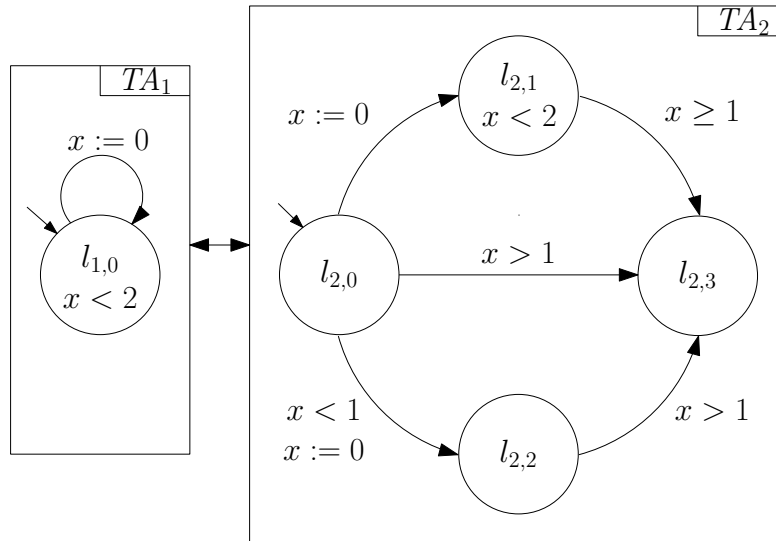 TA₁
x := 0
l₁,₀
x < 2
TA₂
l₂,₁
x < 2
x := 0
x ≥ 1
l₂,₀
x > 1
l₂,₃
x < 1
x := 0
x > 1
l₂,₂